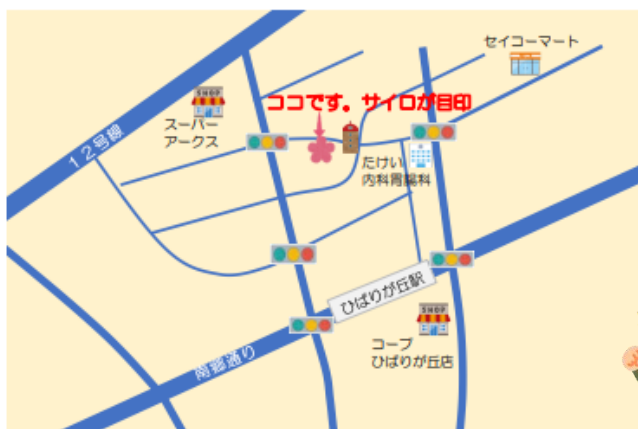 セイコーマート
SHOP
ココです。サイロが目印
スーパー
アークス
12号線
たけい
内科胃腸科
ひばりが丘駅
SHOP
コープ
ひばりが丘店
南郷通り